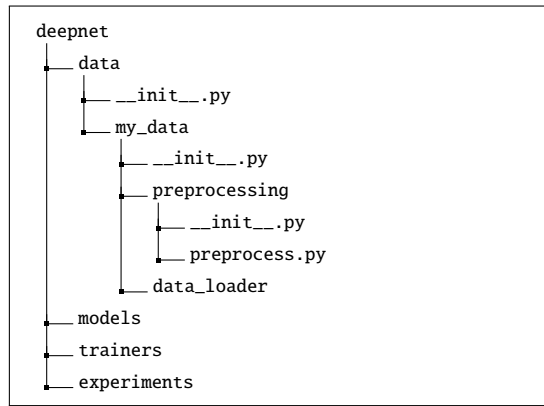 deepnet
data
__init__.py
my_data
__init__.py
preprocessing
__init__.py
preprocess.py
data_loader
models
trainers
experiments